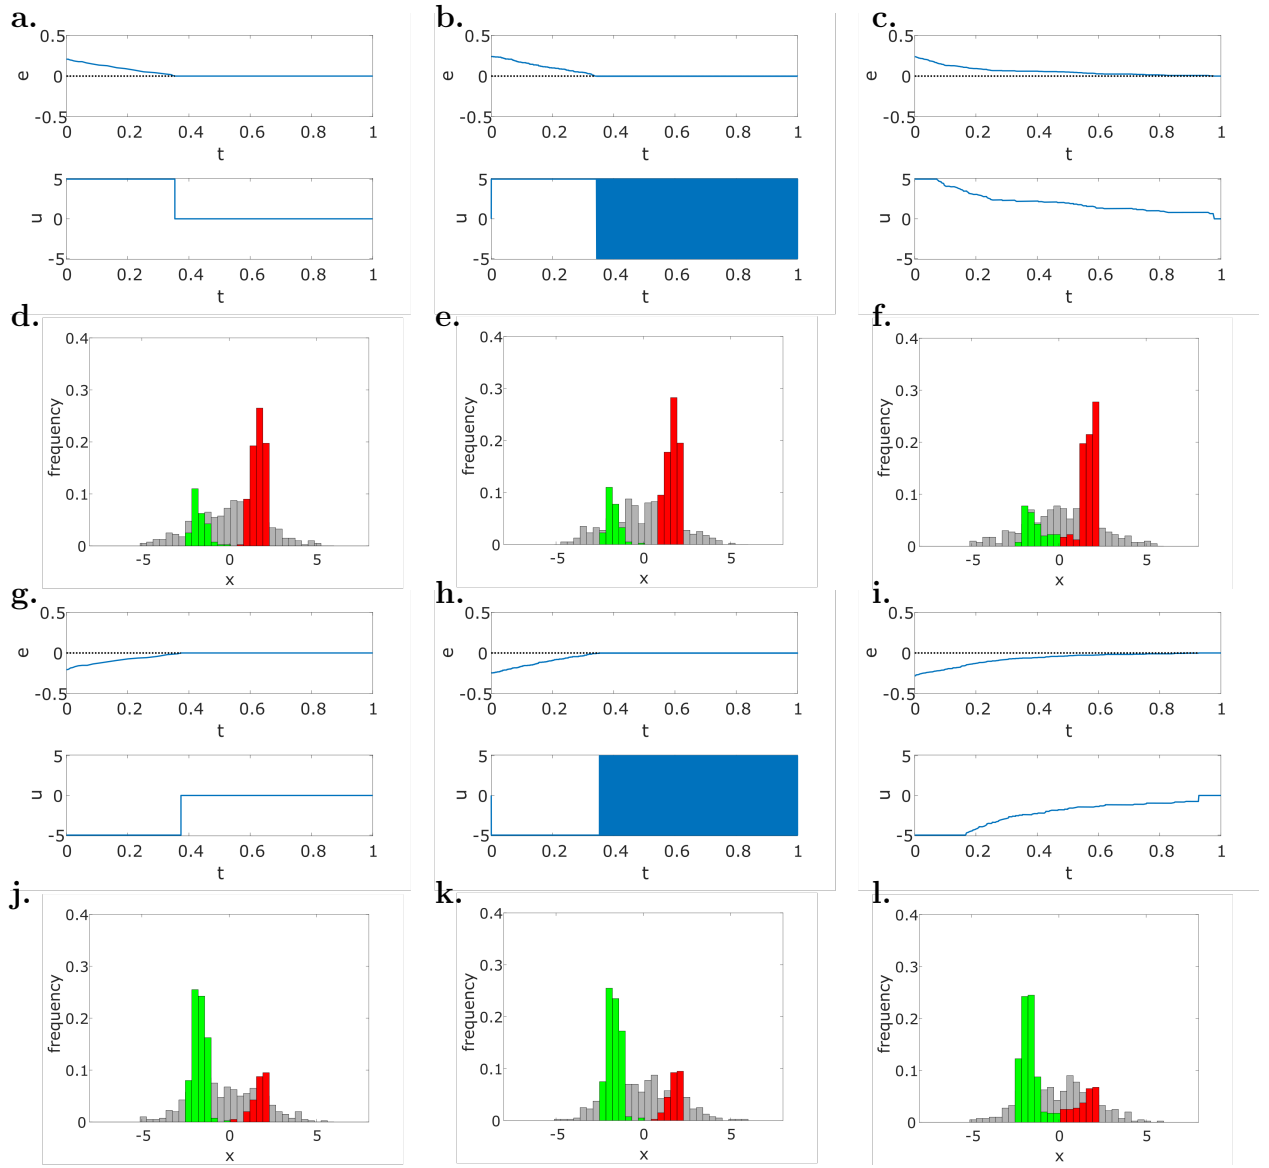 a. b. c.
0.5 0.5 0.5
e e e
0 0 0
-0.5 -0.5 -0.5
0 0.2 0.4 0.6 0.8 1 0 0.2 0.4 0.6 0.8 1 0 0.2 0.4 0.6 0.8 1
t t t
5 5 5
u u u
0 0 0
-5 -5 -5
0 0.2 0.4 0.6 0.8 1 0 0.2 0.4 0.6 0.8 1 0 0.2 0.4 0.6 0.8 1
t t t
d. e. f.
0.4 0.4 0.4
0.3 0.3 0.3
frequency frequency frequency
0.2 0.2 0.2
0.1 0.1 0.1
0 0 0
-5 0 5 -5 0 5 -5 0 5
x x x
g. h. i.
0.5 0.5 0.5
e e e
0 0 0
-0.5 -0.5 -0.5
0 0.2 0.4 0.6 0.8 1 0 0.2 0.4 0.6 0.8 1 0 0.2 0.4 0.6 0.8 1
t t t
5 5 5
u u u
0 0 0
-5 -5 -5
0 0.2 0.4 0.6 0.8 1 0 0.2 0.4 0.6 0.8 1 0 0.2 0.4 0.6 0.8 1
t t t
j. k. l.
0.4 0.4 0.4
0.3 0.3 0.3
frequency frequency frequency
0.2 0.2 0.2
0.1 0.1 0.1
0 0 0
-5 0 5 -5 0 5 -5 0 5
x x x